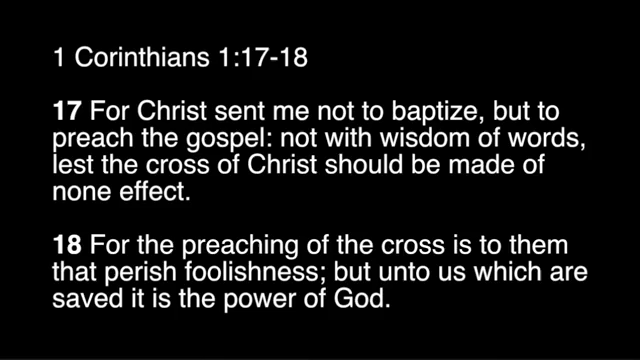 1 Corinthians 1:17-18
17 For Christ sent me not to baptize, but to
preach the gospel: not with wisdom of words,
lest the cross of Christ should be made of
none effect.
18 For the preaching of the cross is to them
that perish foolishness; but unto us which are
saved it is the power of God.